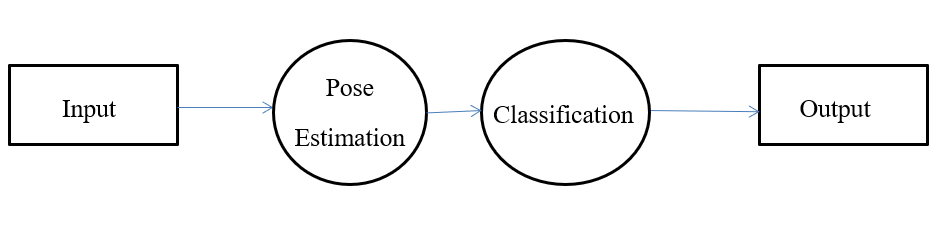 Input
Pose
Estimation
Classification
Output